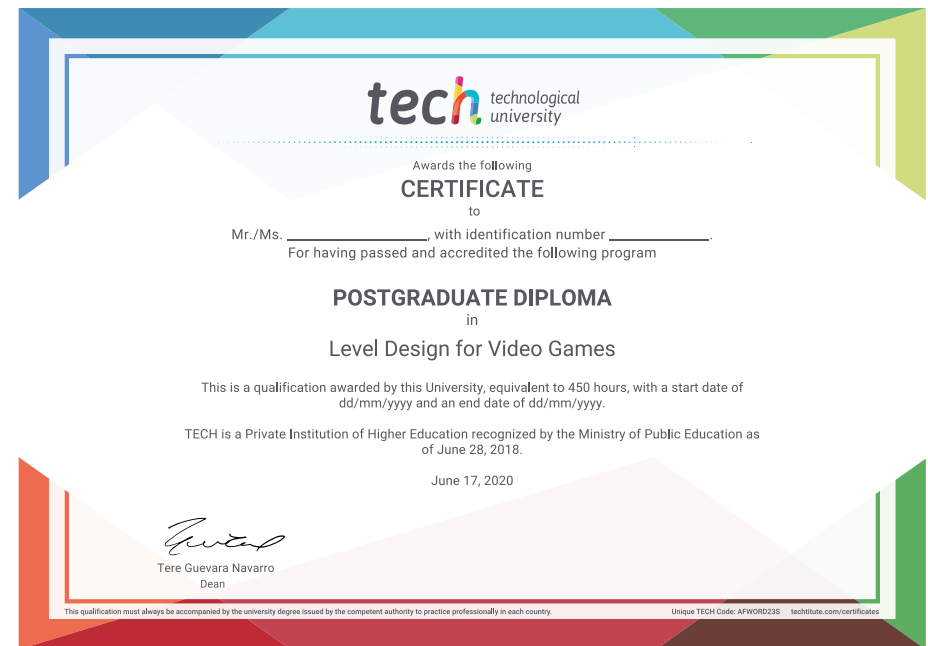 tech technological
university
Awards the following
CERTIFICATE
to
Mr./Ms. ____________________, with identification number ______________.
For having passed and accredited the following program
POSTGRADUATE DIPLOMA
in
Level Design for Video Games
This is a qualification awarded by this University, equivalent to 450 hours, with a start date of
dd/mm/yyyy and an end date of dd/mm/yyyy.
TECH is a Private Institution of Higher Education recognized by the Ministry of Public Education as
of June 28, 2018.
June 17, 2020
Tere Guevara Navarro
Dean
This qualification must always be accompanied by the university degree issued by the competent authority to practice professionally in each country.
Unique TECH Code: AFWORD23S techtitute.com/certificates